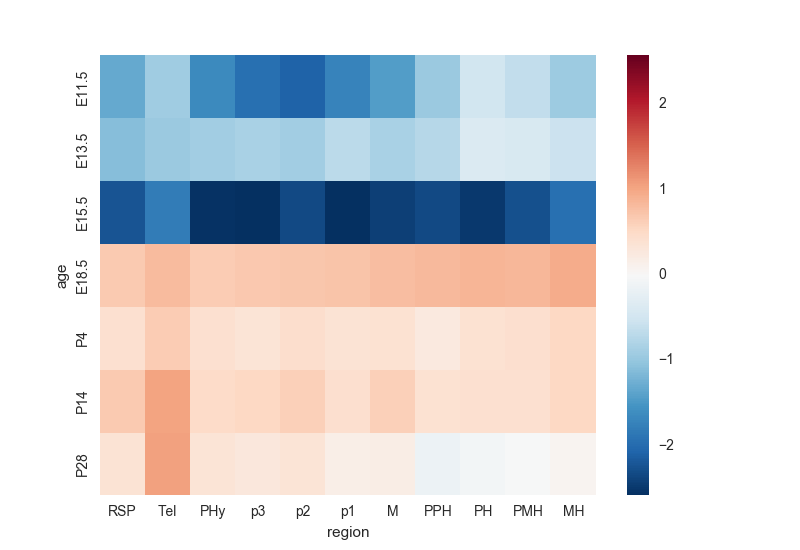 E11.5
E13.5
E15.5
E18.5
P4
P14
P28
age
RSP Tel PHy p3 p2 p1 M PPH PH PMH MH
region
2
1
0
−1
−2